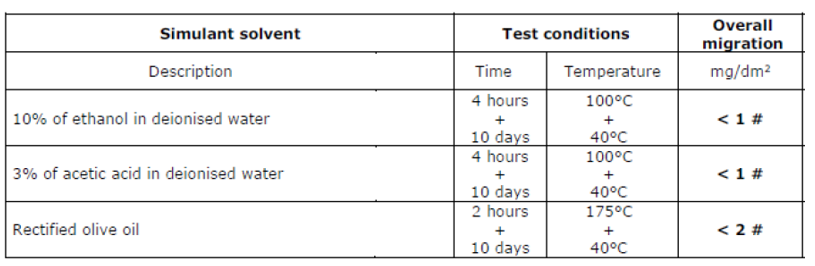 Simulant solvent Test conditions Overall migration
Description Time Temperature mg/dm²
10% of ethanol in deionised water 4 hours + 10 days 100°C + 40°C < 1 #
3% of acetic acid in deionised water 4 hours + 10 days 100°C + 40°C < 1 #
Rectified olive oil 2 hours + 10 days 175°C + 40°C < 2 #